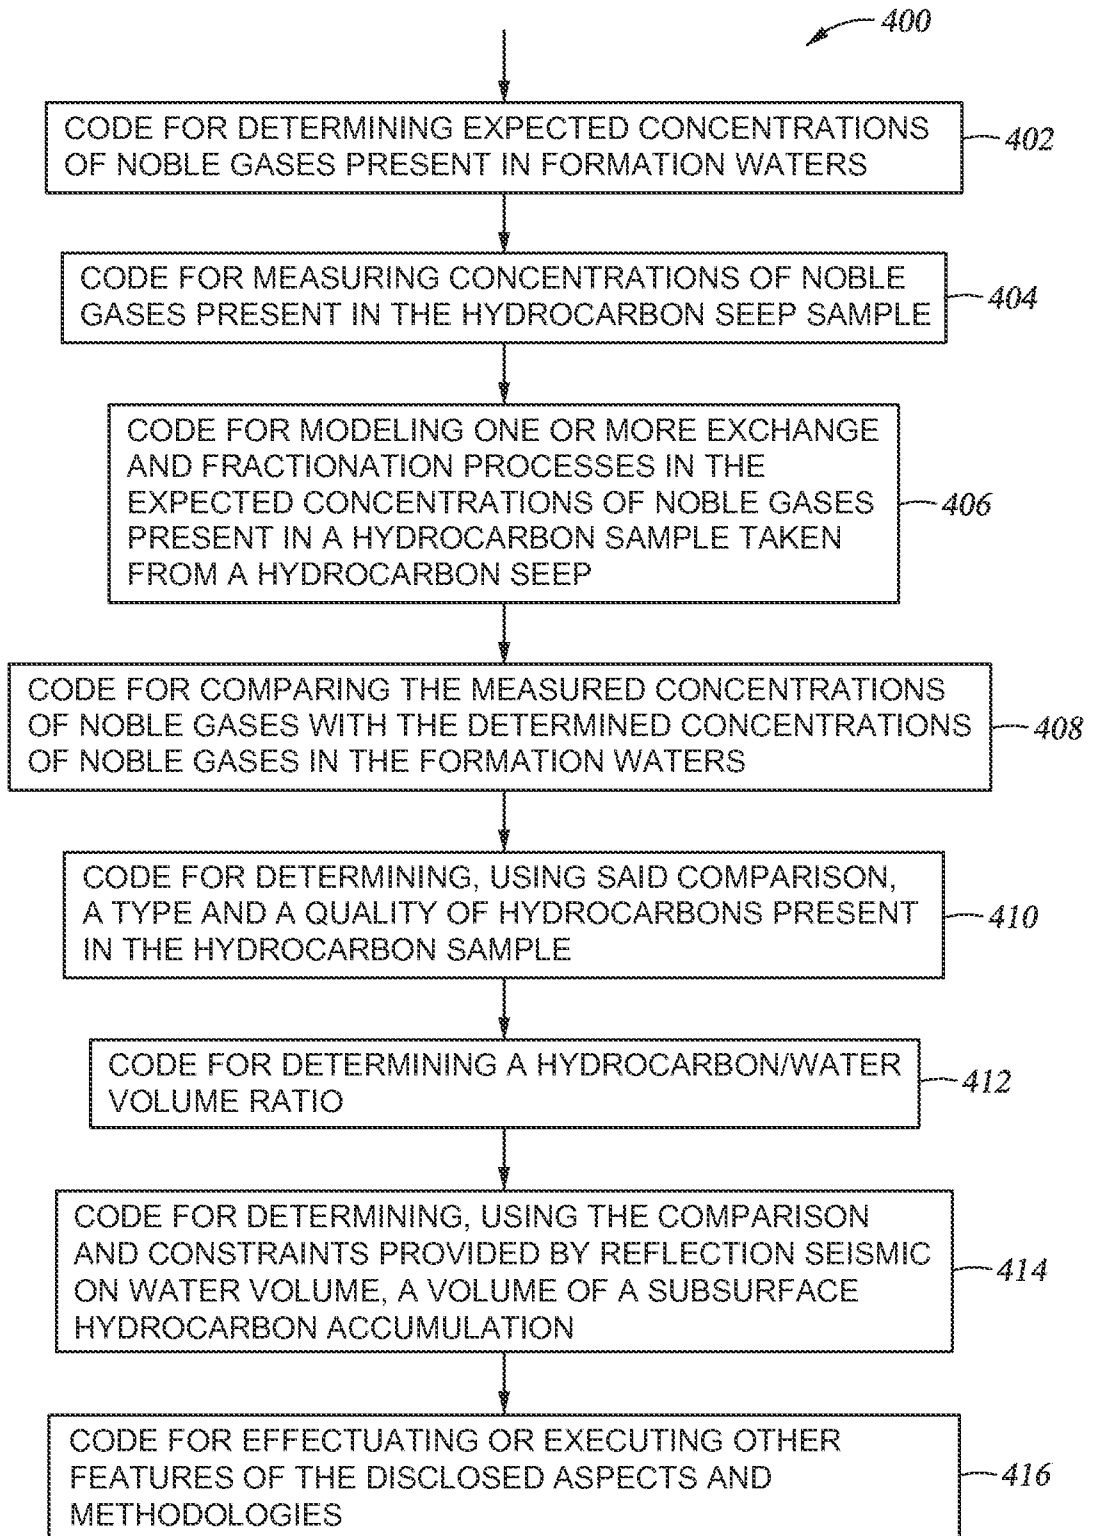 400
CODE FOR DETERMINING EXPECTED CONCENTRATIONS
OF NOBLE GASES PRESENT IN FORMATION WATERS
402
CODE FOR MEASURING CONCENTRATIONS OF NOBLE
GASES PRESENT IN THE HYDROCARBON SEEP SAMPLE
404
CODE FOR MODELING ONE OR MORE EXCHANGE
AND FRACTIONATION PROCESSES IN THE
EXPECTED CONCENTRATIONS OF NOBLE GASES
PRESENT IN A HYDROCARBON SAMPLE TAKEN
FROM A HYDROCARBON SEEP
406
CODE FOR COMPARING THE MEASURED CONCENTRATIONS
OF NOBLE GASES WITH THE DETERMINED CONCENTRATIONS
OF NOBLE GASES IN THE FORMATION WATERS
408
CODE FOR DETERMINING, USING SAID COMPARISON,
A TYPE AND A QUALITY OF HYDROCARBONS PRESENT
IN THE HYDROCARBON SAMPLE
410
CODE FOR DETERMINING A HYDROCARBON/WATER
VOLUME RATIO
412
CODE FOR DETERMINING, USING THE COMPARISON
AND CONSTRAINTS PROVIDED BY REFLECTION SEISMIC
ON WATER VOLUME, A VOLUME OF A SUBSURFACE
HYDROCARBON ACCUMULATION
414
CODE FOR EFFECTUATING OR EXECUTING OTHER
FEATURES OF THE DISCLOSED ASPECTS AND
METHODOLOGIES
416